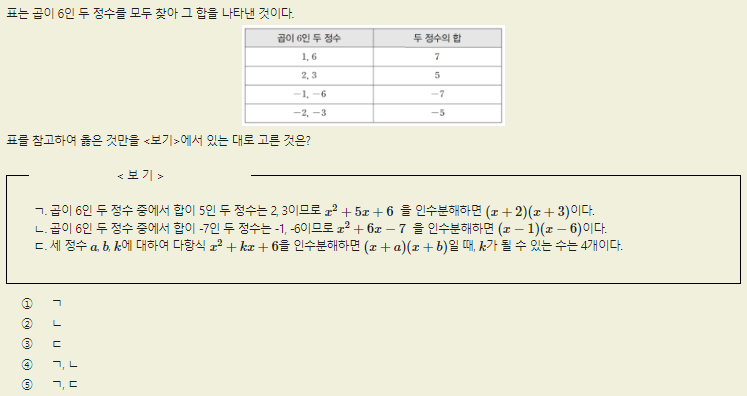 표는 곱이 6인 두 정수를 모두 찾아 그 합을 나타낸 것이다.
곱이 6인 두 정수 두 정수의 합
1, 6 7
2, 3 5
−1, −6 −7
−2, −3 −5
표를 참고하여 옳은 것만을 <보기>에서 있는 대로 고른 것은?
< 보 기 >
ㄱ. 곱이 6인 두 정수 중에서 합이 5인 두 정수는 2, 3이므로 x² + 5x + 6 을 인수분해하면 (x + 2)(x + 3)이다.
ㄴ. 곱이 6인 두 정수 중에서 합이 -7인 두 정수는 -1, -6이므로 x² + 6x − 7 을 인수분해하면 (x − 1)(x − 6)이다.
ㄷ. 세 정수 a, b, k에 대하여 다항식 x² + kx + 6을 인수분해하면 (x + a)(x + b)일 때, k가 될 수 있는 수는 4개이다.
① ㄱ
② ㄴ
③ ㄷ
④ ㄱ, ㄴ
⑤ ㄱ, ㄷ